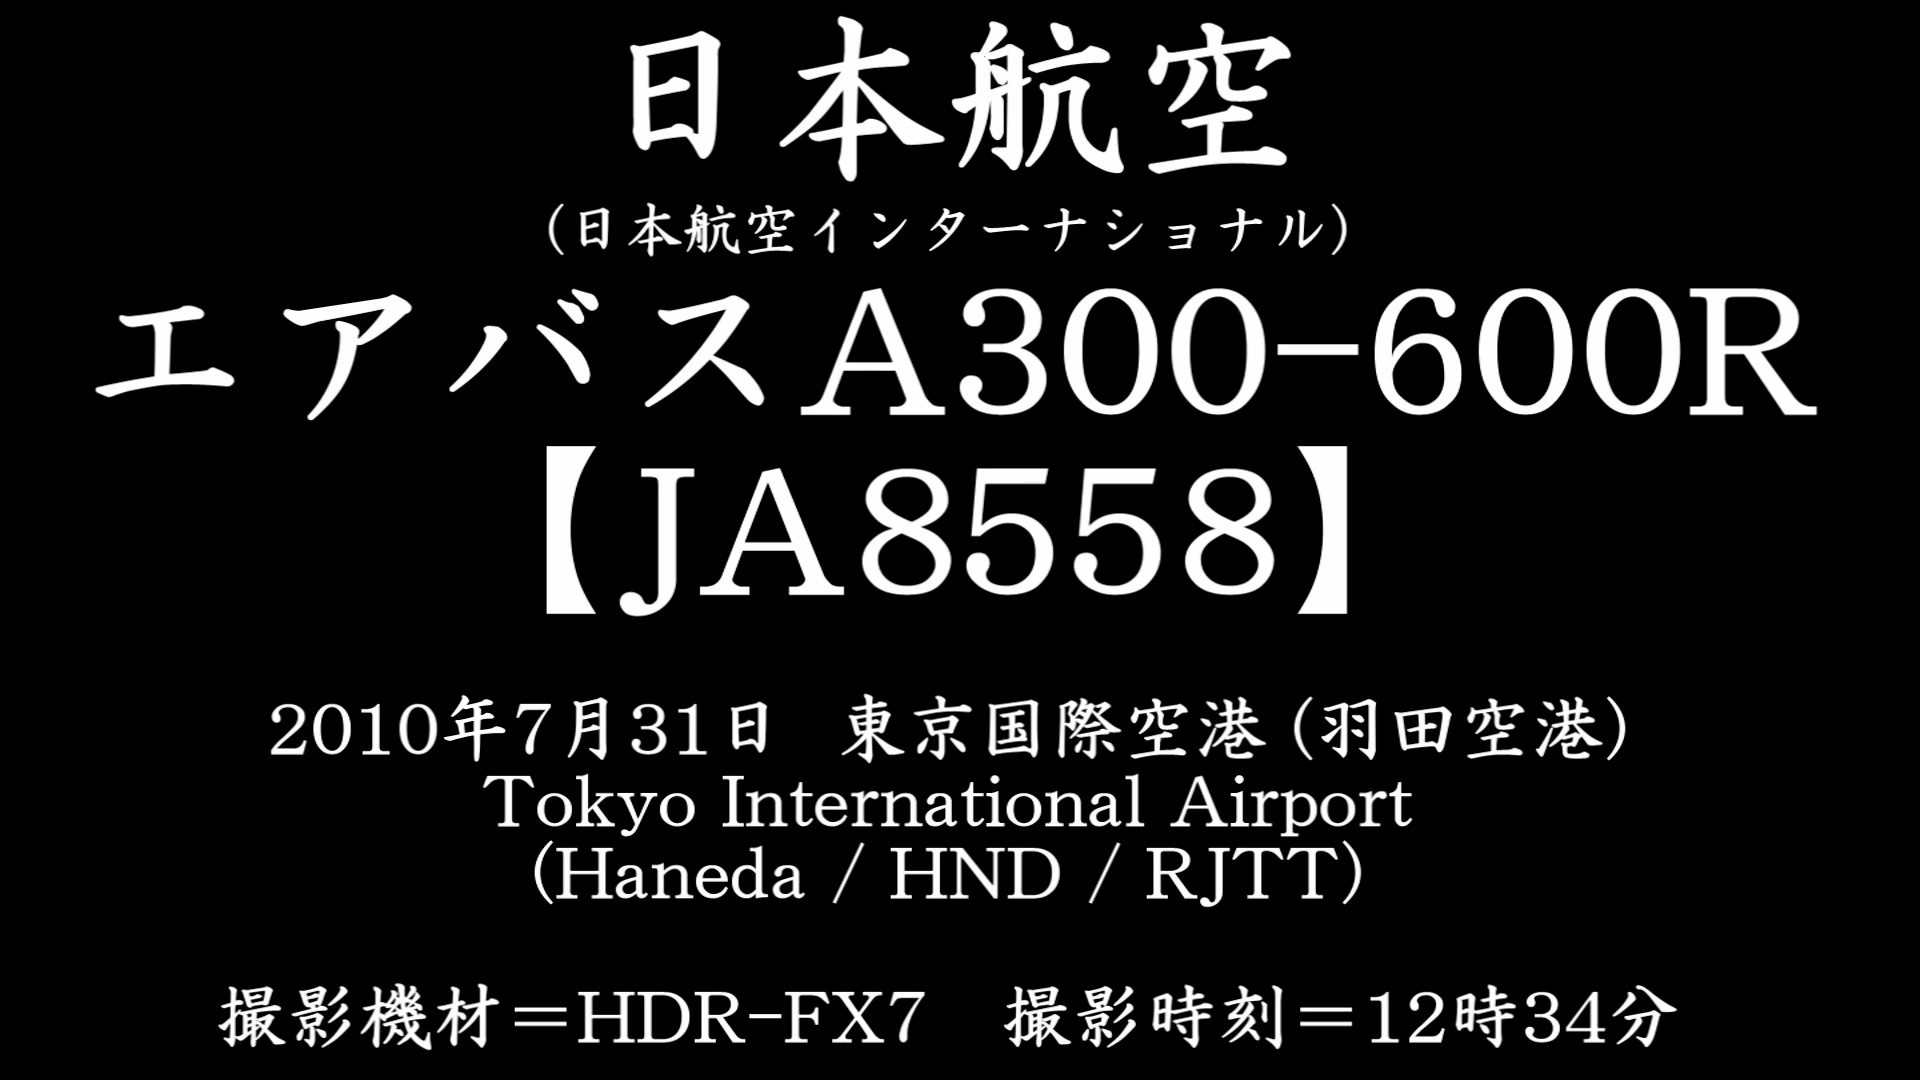 日本航空
(日本航空インターナショナル)
エアバスA300-600R
【JA8558】
2010年7月31日　東京国際空港(羽田空港)
Tokyo International Airport
(Haneda / HND / RJTT)
撮影機材＝HDR-FX7　撮影時刻＝12時34分